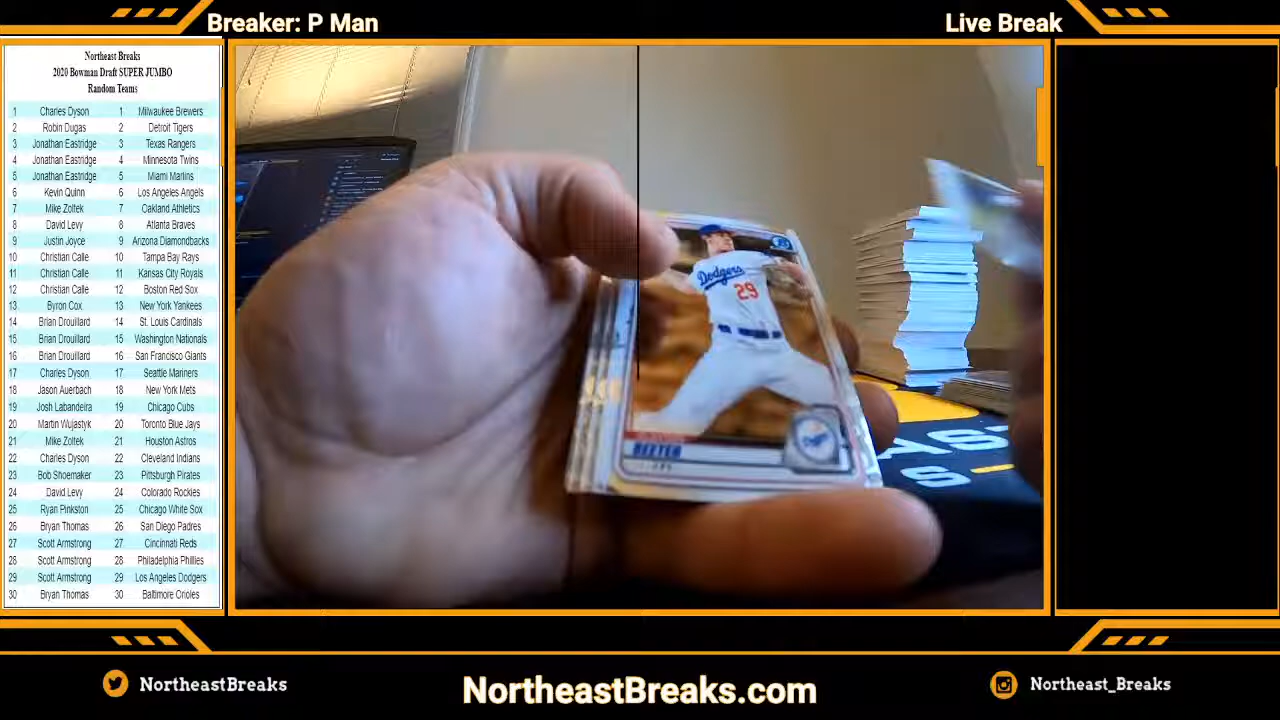 Breaker: P Man
Live Break
Northeast Breaks
2020 Bowman Draft SUPER JUMBO
Random Teams
1 Charles Dyson 1 Milwaukee Brewers
2 Robin Dugas 2 Detroit Tigers
3 Jonathan Eastridge 3 Texas Rangers
4 Jonathan Eastridge 4 Minnesota Twins
5 Jonathan Eastridge 5 Miami Marlins
6 Kevin Quinn 6 Los Angeles Angels
7 Mike Zoltek 7 Oakland Athletics
8 David Levy 8 Atlanta Braves
9 Justin Joyce 9 Arizona Diamondbacks
10 Christian Calle 10 Tampa Bay Rays
11 Christian Calle 11 Kansas City Royals
12 Christian Calle 12 Boston Red Sox
13 Byron Cox 13 New York Yankees
14 Brian Drouillard 14 St. Louis Cardinals
15 Brian Drouillard 15 Washington Nationals
16 Brian Drouillard 16 San Francisco Giants
17 Charles Dyson 17 Seattle Mariners
18 Jason Auerbach 18 New York Mets
19 Josh Labandeira 19 Chicago Cubs
20 Martin Wujastyk 20 Toronto Blue Jays
21 Mike Zoltek 21 Houston Astros
22 Charles Dyson 22 Cleveland Indians
23 Bob Shoemaker 23 Pittsburgh Pirates
24 David Levy 24 Colorado Rockies
25 Ryan Pinkston 25 Chicago White Sox
26 Bryan Thomas 26 San Diego Padres
27 Scott Armstrong 27 Cincinnati Reds
28 Scott Armstrong 28 Philadelphia Phillies
29 Scott Armstrong 29 Los Angeles Dodgers
30 Bryan Thomas 30 Baltimore Orioles
Dodgers
29
BEETER
NortheastBreaks
NortheastBreaks.com
Northeast_Breaks